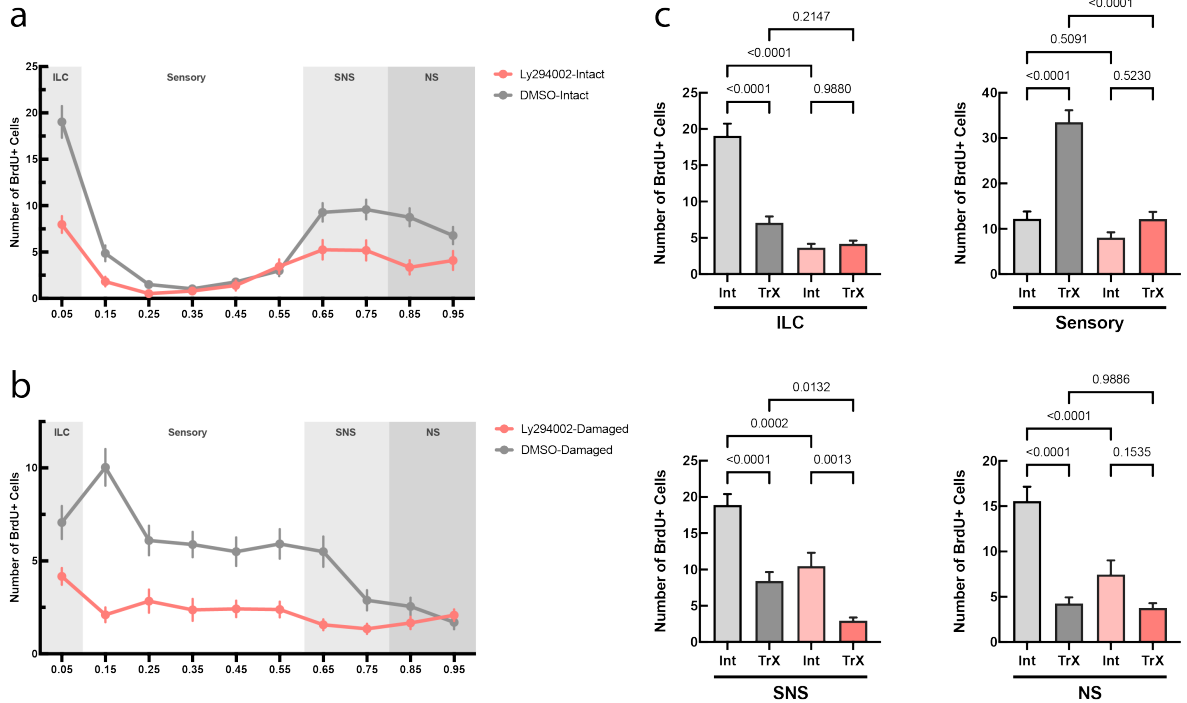 a
ILC Sensory SNS NS
Ly294002-Intact
DMSO-Intact
Number of BrdU+ Cells
25
20
15
10
5
0
0.05 0.15 0.25 0.35 0.45 0.55 0.65 0.75 0.85 0.95
b
ILC Sensory SNS NS
Ly294002-Damaged
DMSO-Damaged
Number of BrdU+ Cells
10
5
0
0.05 0.15 0.25 0.35 0.45 0.55 0.65 0.75 0.85 0.95
c
0.2147
<0.0001
<0.0001 0.9880
Number of BrdU+ Cells
25
20
15
10
5
0
Int TrX Int TrX
ILC
<0.0001
0.5091
<0.0001 0.5230
Number of BrdU+ Cells
40
30
20
10
0
Int TrX Int TrX
Sensory
0.0132
0.0002
<0.0001 0.0013
Number of BrdU+ Cells
25
20
15
10
5
0
Int TrX Int TrX
SNS
0.9886
<0.0001
<0.0001 0.1535
Number of BrdU+ Cells
20
15
10
5
0
Int TrX Int TrX
NS